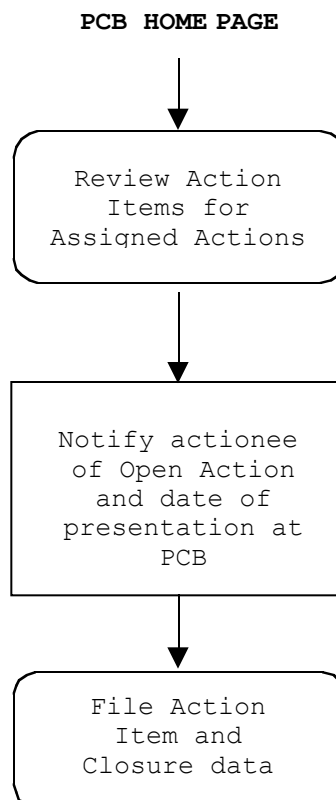 PCB HOME PAGE
Review Action
Items for
Assigned Actions
Notify actionee
of Open Action
and date of
presentation at
PCB
File Action
Item and
Closure data